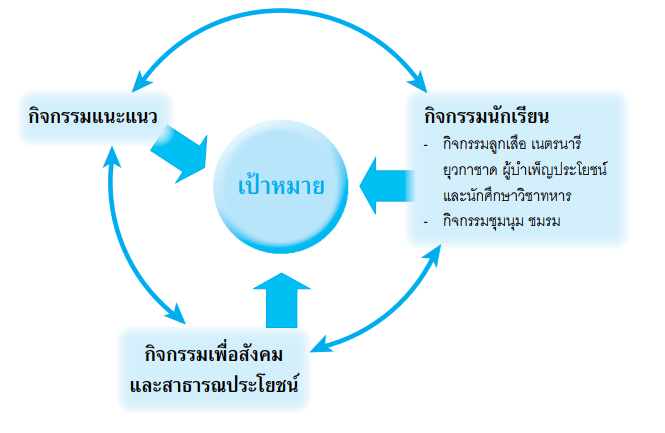 กิจกรรมแนะแนว
เป้าหมาย
กิจกรรมนักเรียน
- กิจกรรมลูกเสือ เนตรนารี
ยุวกาชาด ผู้บำเพ็ญประโยชน์
และนักศึกษาวิชาทหาร
- กิจกรรมชุมนุม ชมรม
กิจกรรมเพื่อสังคม
และสาธารณประโยชน์